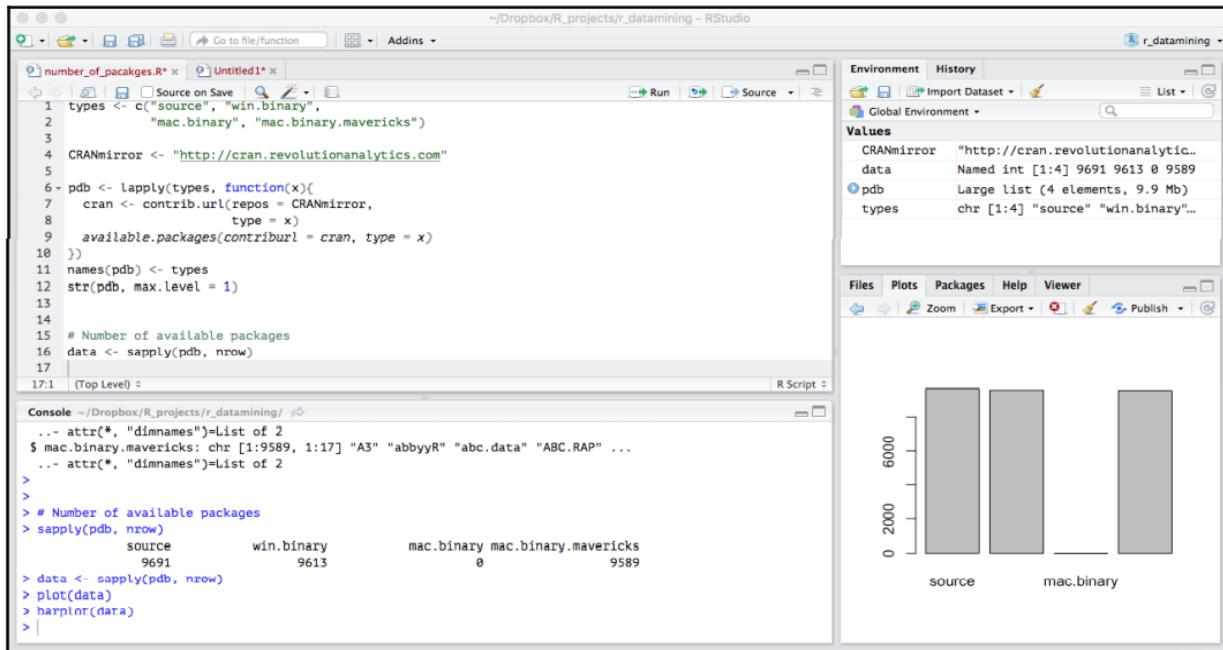 ~/Dropbox/R_projects/r_datamining - RStudio
Go to file/function
Addins
r_datamining
number_of_pacakges.R*
Untitled1*
Source on Save
Run
Source
1 types <- c("source", "win.binary",
2 "mac.binary", "mac.binary.mavericks")
3
4 CRANmirror <- "http://cran.revolutionanalytics.com"
5
6 pdb <- lapply(types, function(x){
7 cran <- contrib.url(repos = CRANmirror,
8 type = x)
9 available.packages(contriburl = cran, type = x)
10 })
11 names(pdb) <- types
12 str(pdb, max.level = 1)
13
14
15 # Number of available packages
16 data <- sapply(pdb, nrow)
17
17:1 (Top Level) R Script
Console ~/Dropbox/R_projects/r_datamining/
..- attr(*, "dimnames")=List of 2
$ mac.binary.mavericks: chr [1:9589, 1:17] "A3" "abbyyR" "abc.data" "ABC.RAP" ...
..- attr(*, "dimnames")=List of 2
>
>
> # Number of available packages
> sapply(pdb, nrow)
source win.binary mac.binary mac.binary.mavericks
9691 9613 0 9589
> data <- sapply(pdb, nrow)
> plot(data)
> barplot(data)
>
Environment History
Import Dataset List
Global Environment
Values
CRANmirror "http://cran.revolutionanalytic…
data Named int [1:4] 9691 9613 0 9589
pdb Large list (4 elements, 9.9 Mb)
types chr [1:4] "source" "win.binary"…
Files Plots Packages Help Viewer
Zoom Export Publish
6000
2000
0
source mac.binary